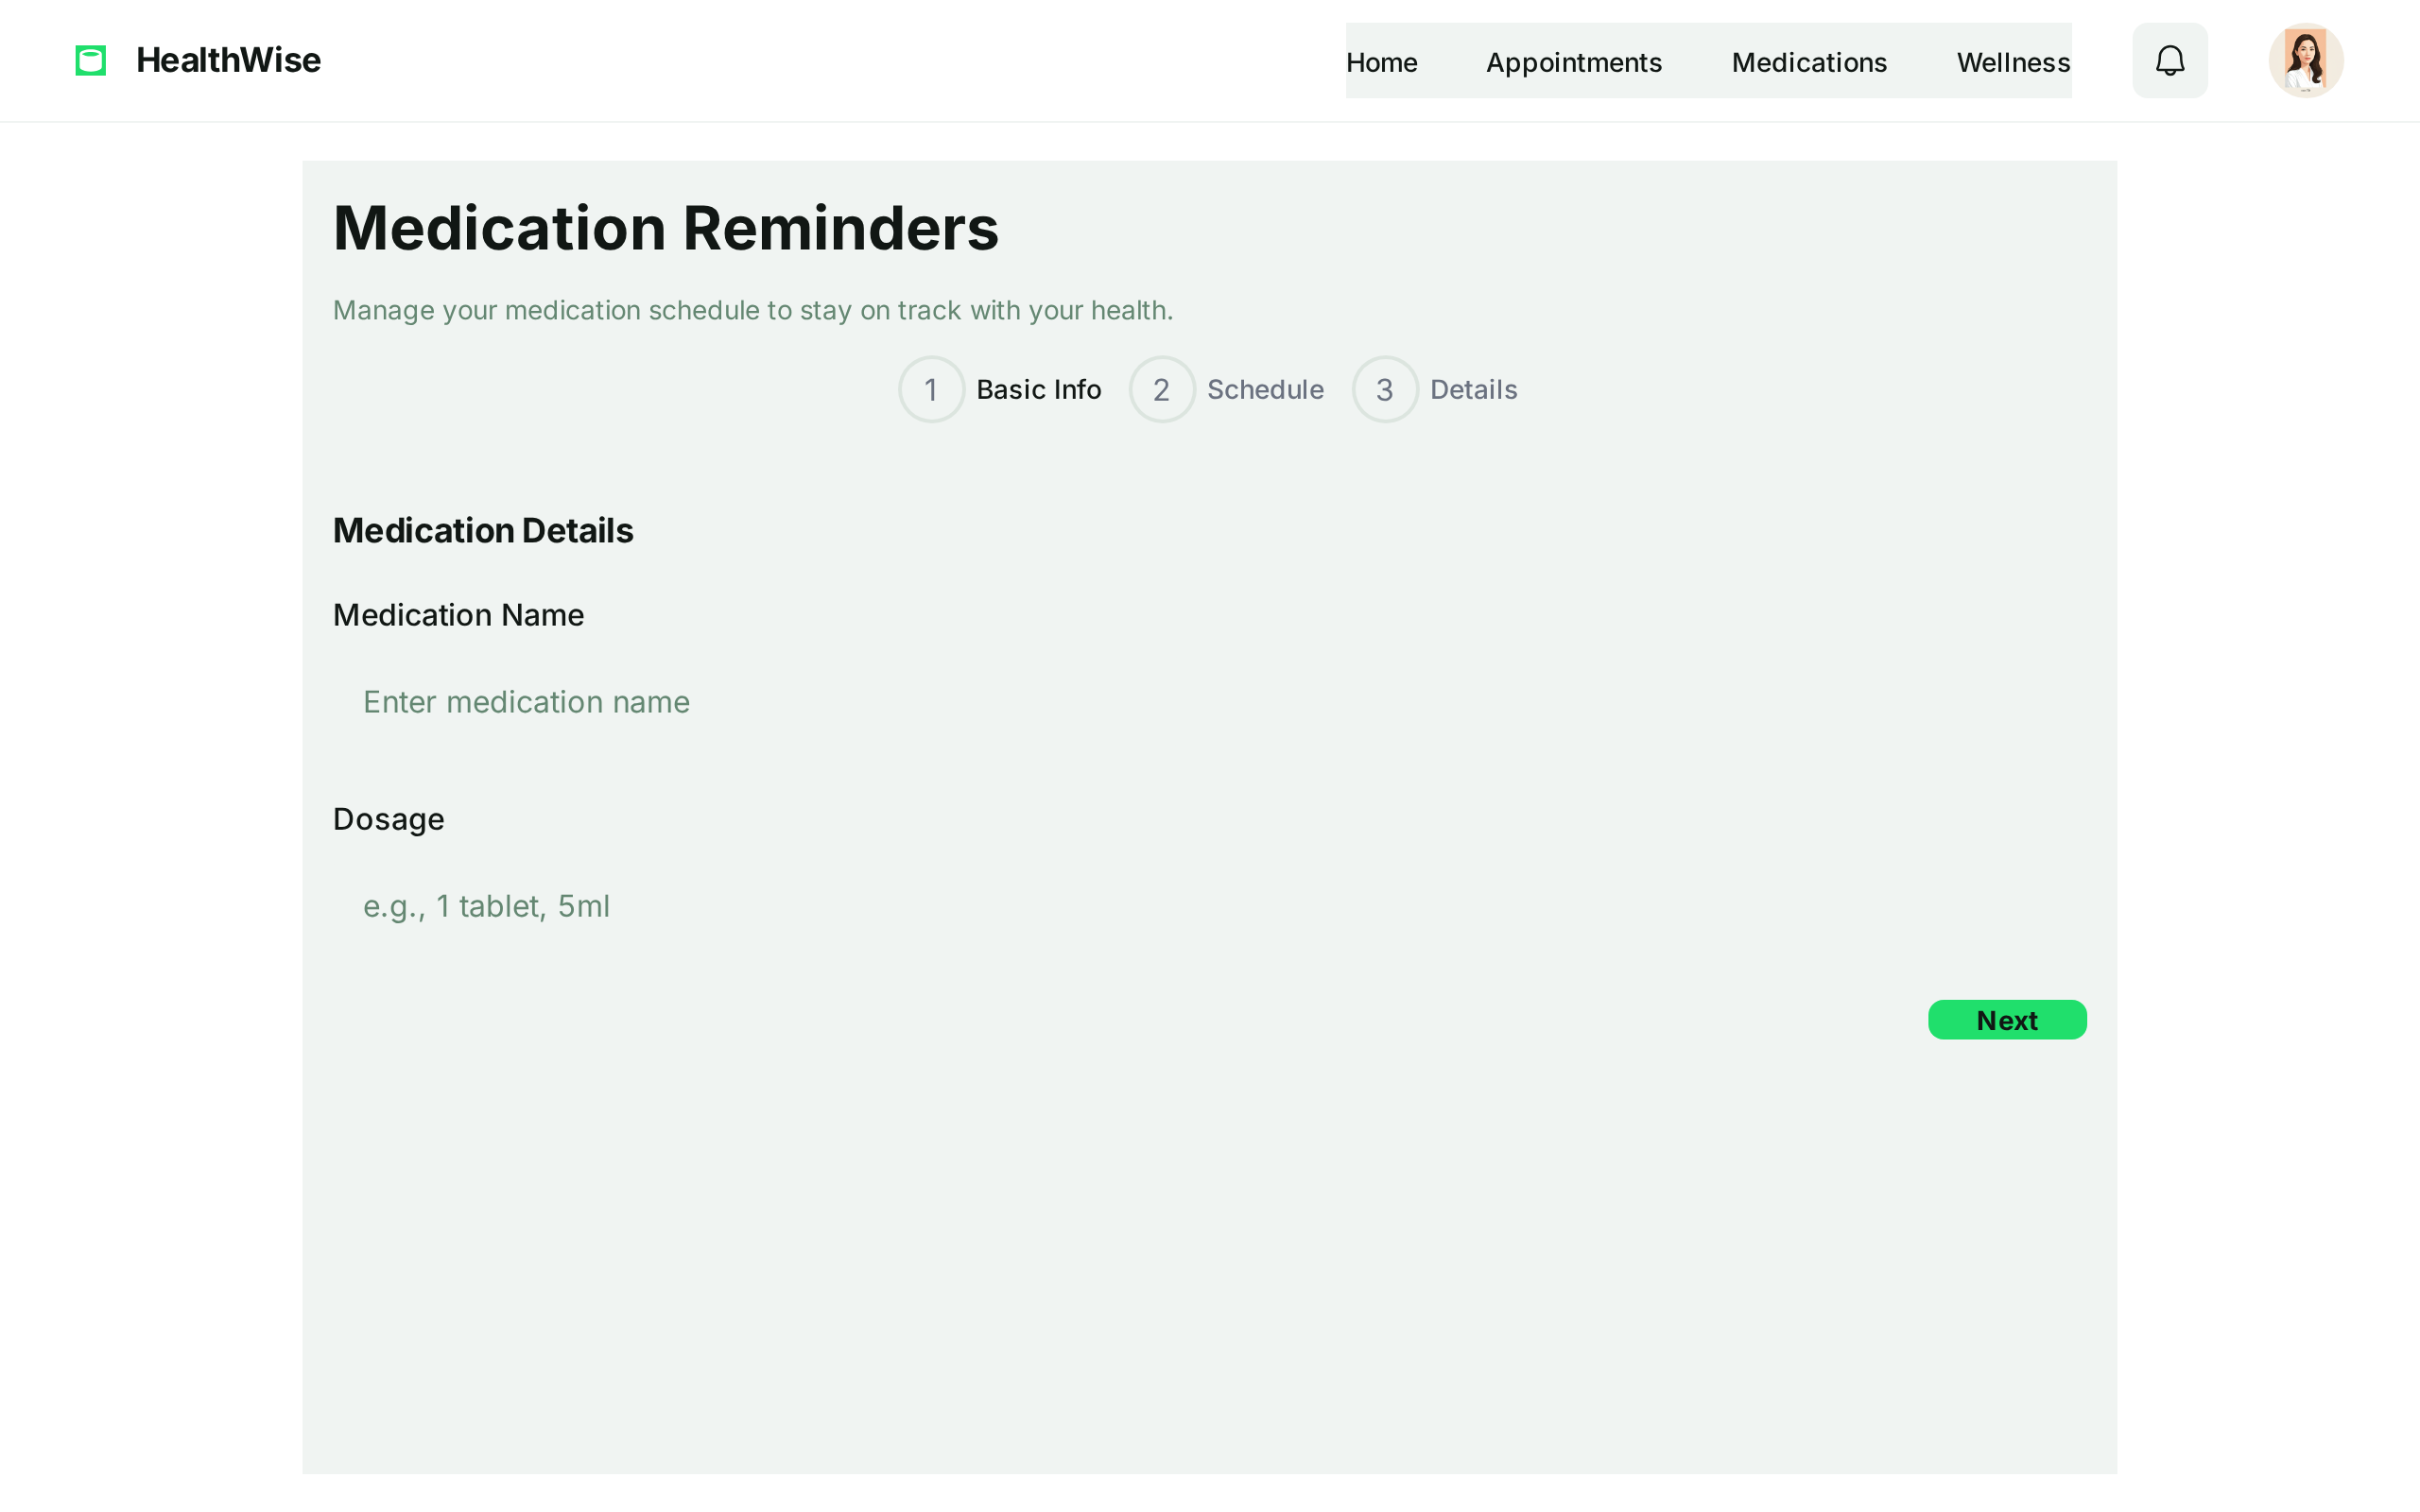 HealthWise
Home Appointments Medications Wellness
Medication Reminders
Manage your medication schedule to stay on track with your health.
1 Basic Info 2 Schedule 3 Details
Medication Details
Medication Name
Enter medication name
Dosage
e.g., 1 tablet, 5ml
Next